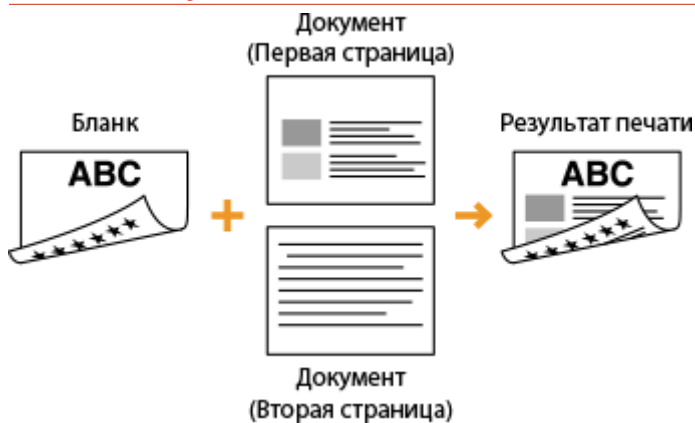 Документ
(Первая страница)
Бланк
ABC
Результат печати
ABC
Документ
(Вторая страница)